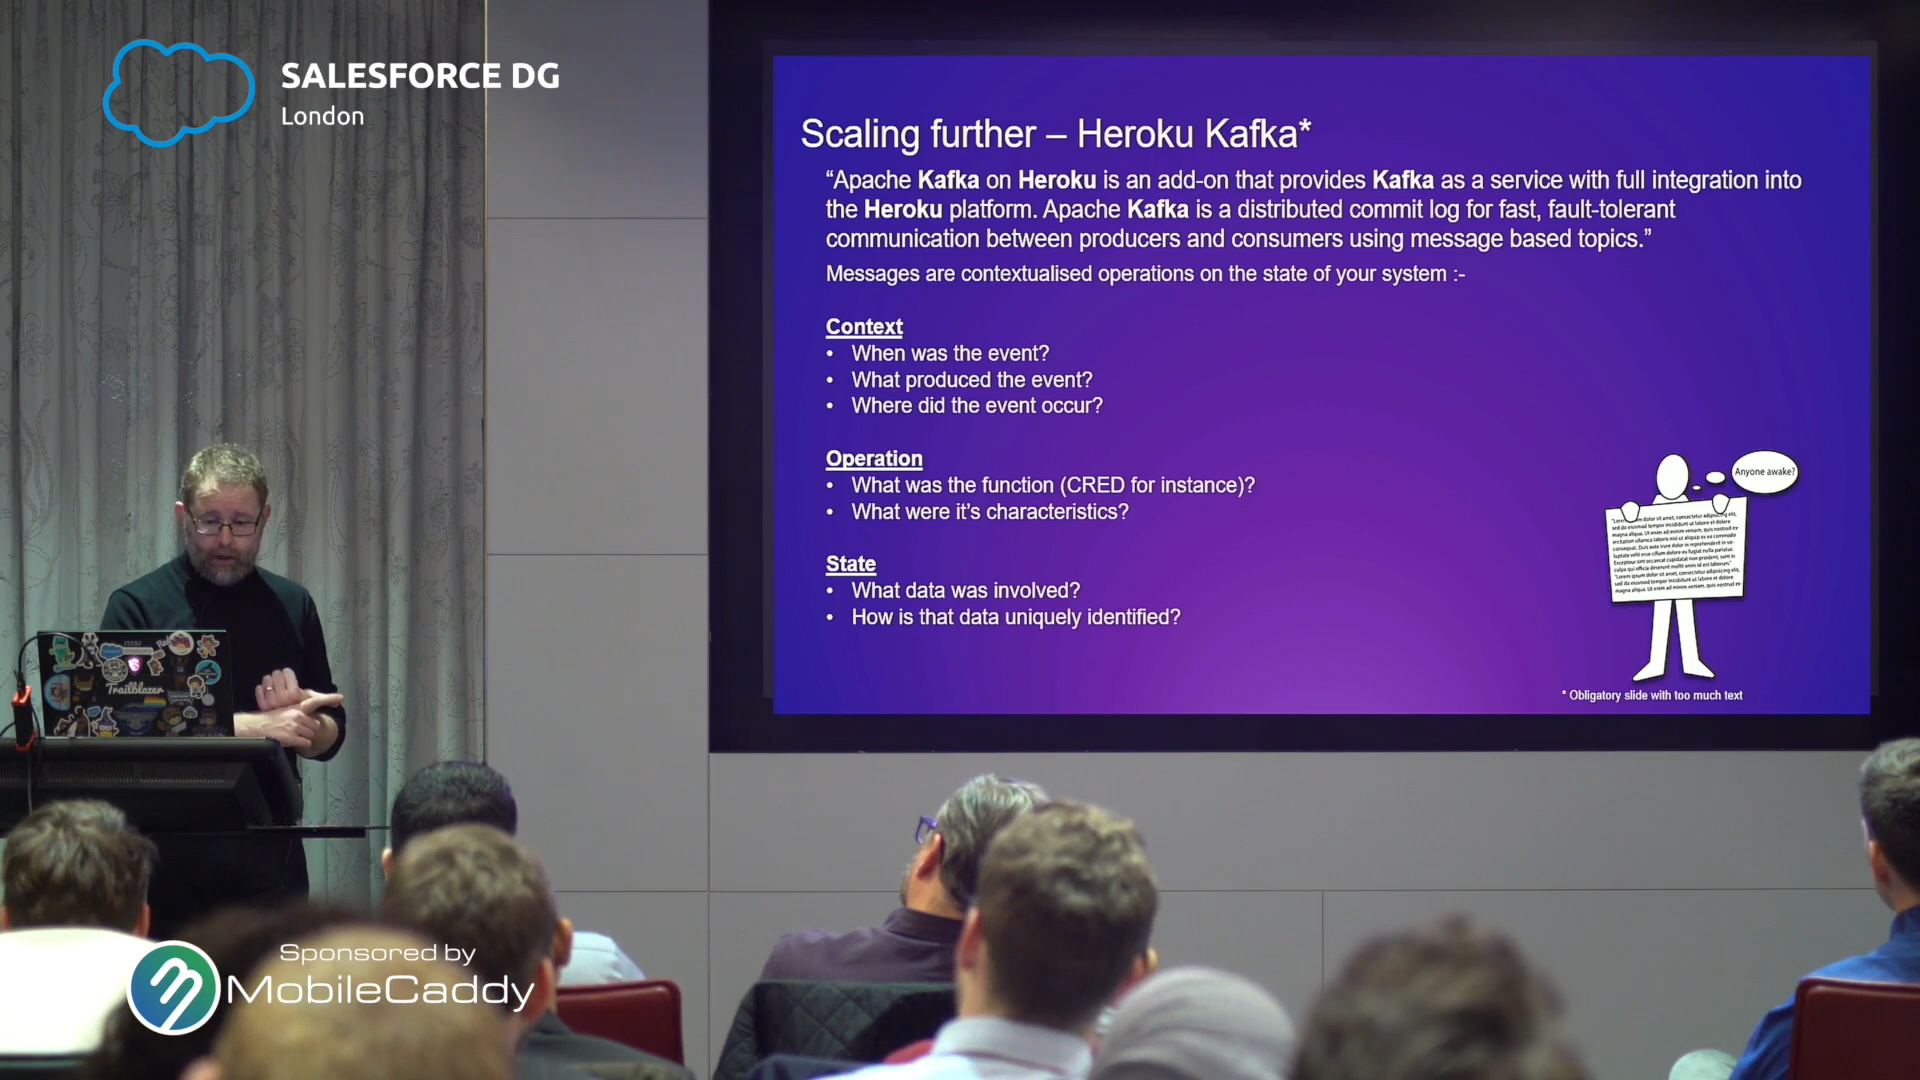 SALESFORCE DG
London
Scaling further – Heroku Kafka*
“Apache Kafka on Heroku is an add-on that provides Kafka as a service with full integration into
the Heroku platform. Apache Kafka is a distributed commit log for fast, fault-tolerant
communication between producers and consumers using message based topics.”
Messages are contextualised operations on the state of your system :-
Context
• When was the event?
• What produced the event?
• Where did the event occur?
Operation
• What was the function (CRED for instance)?
• What were it’s characteristics?
State
• What data was involved?
• How is that data uniquely identified?
Anyone awake?
* Obligatory slide with too much text
Trailblazer
Sponsored by
MobileCaddy